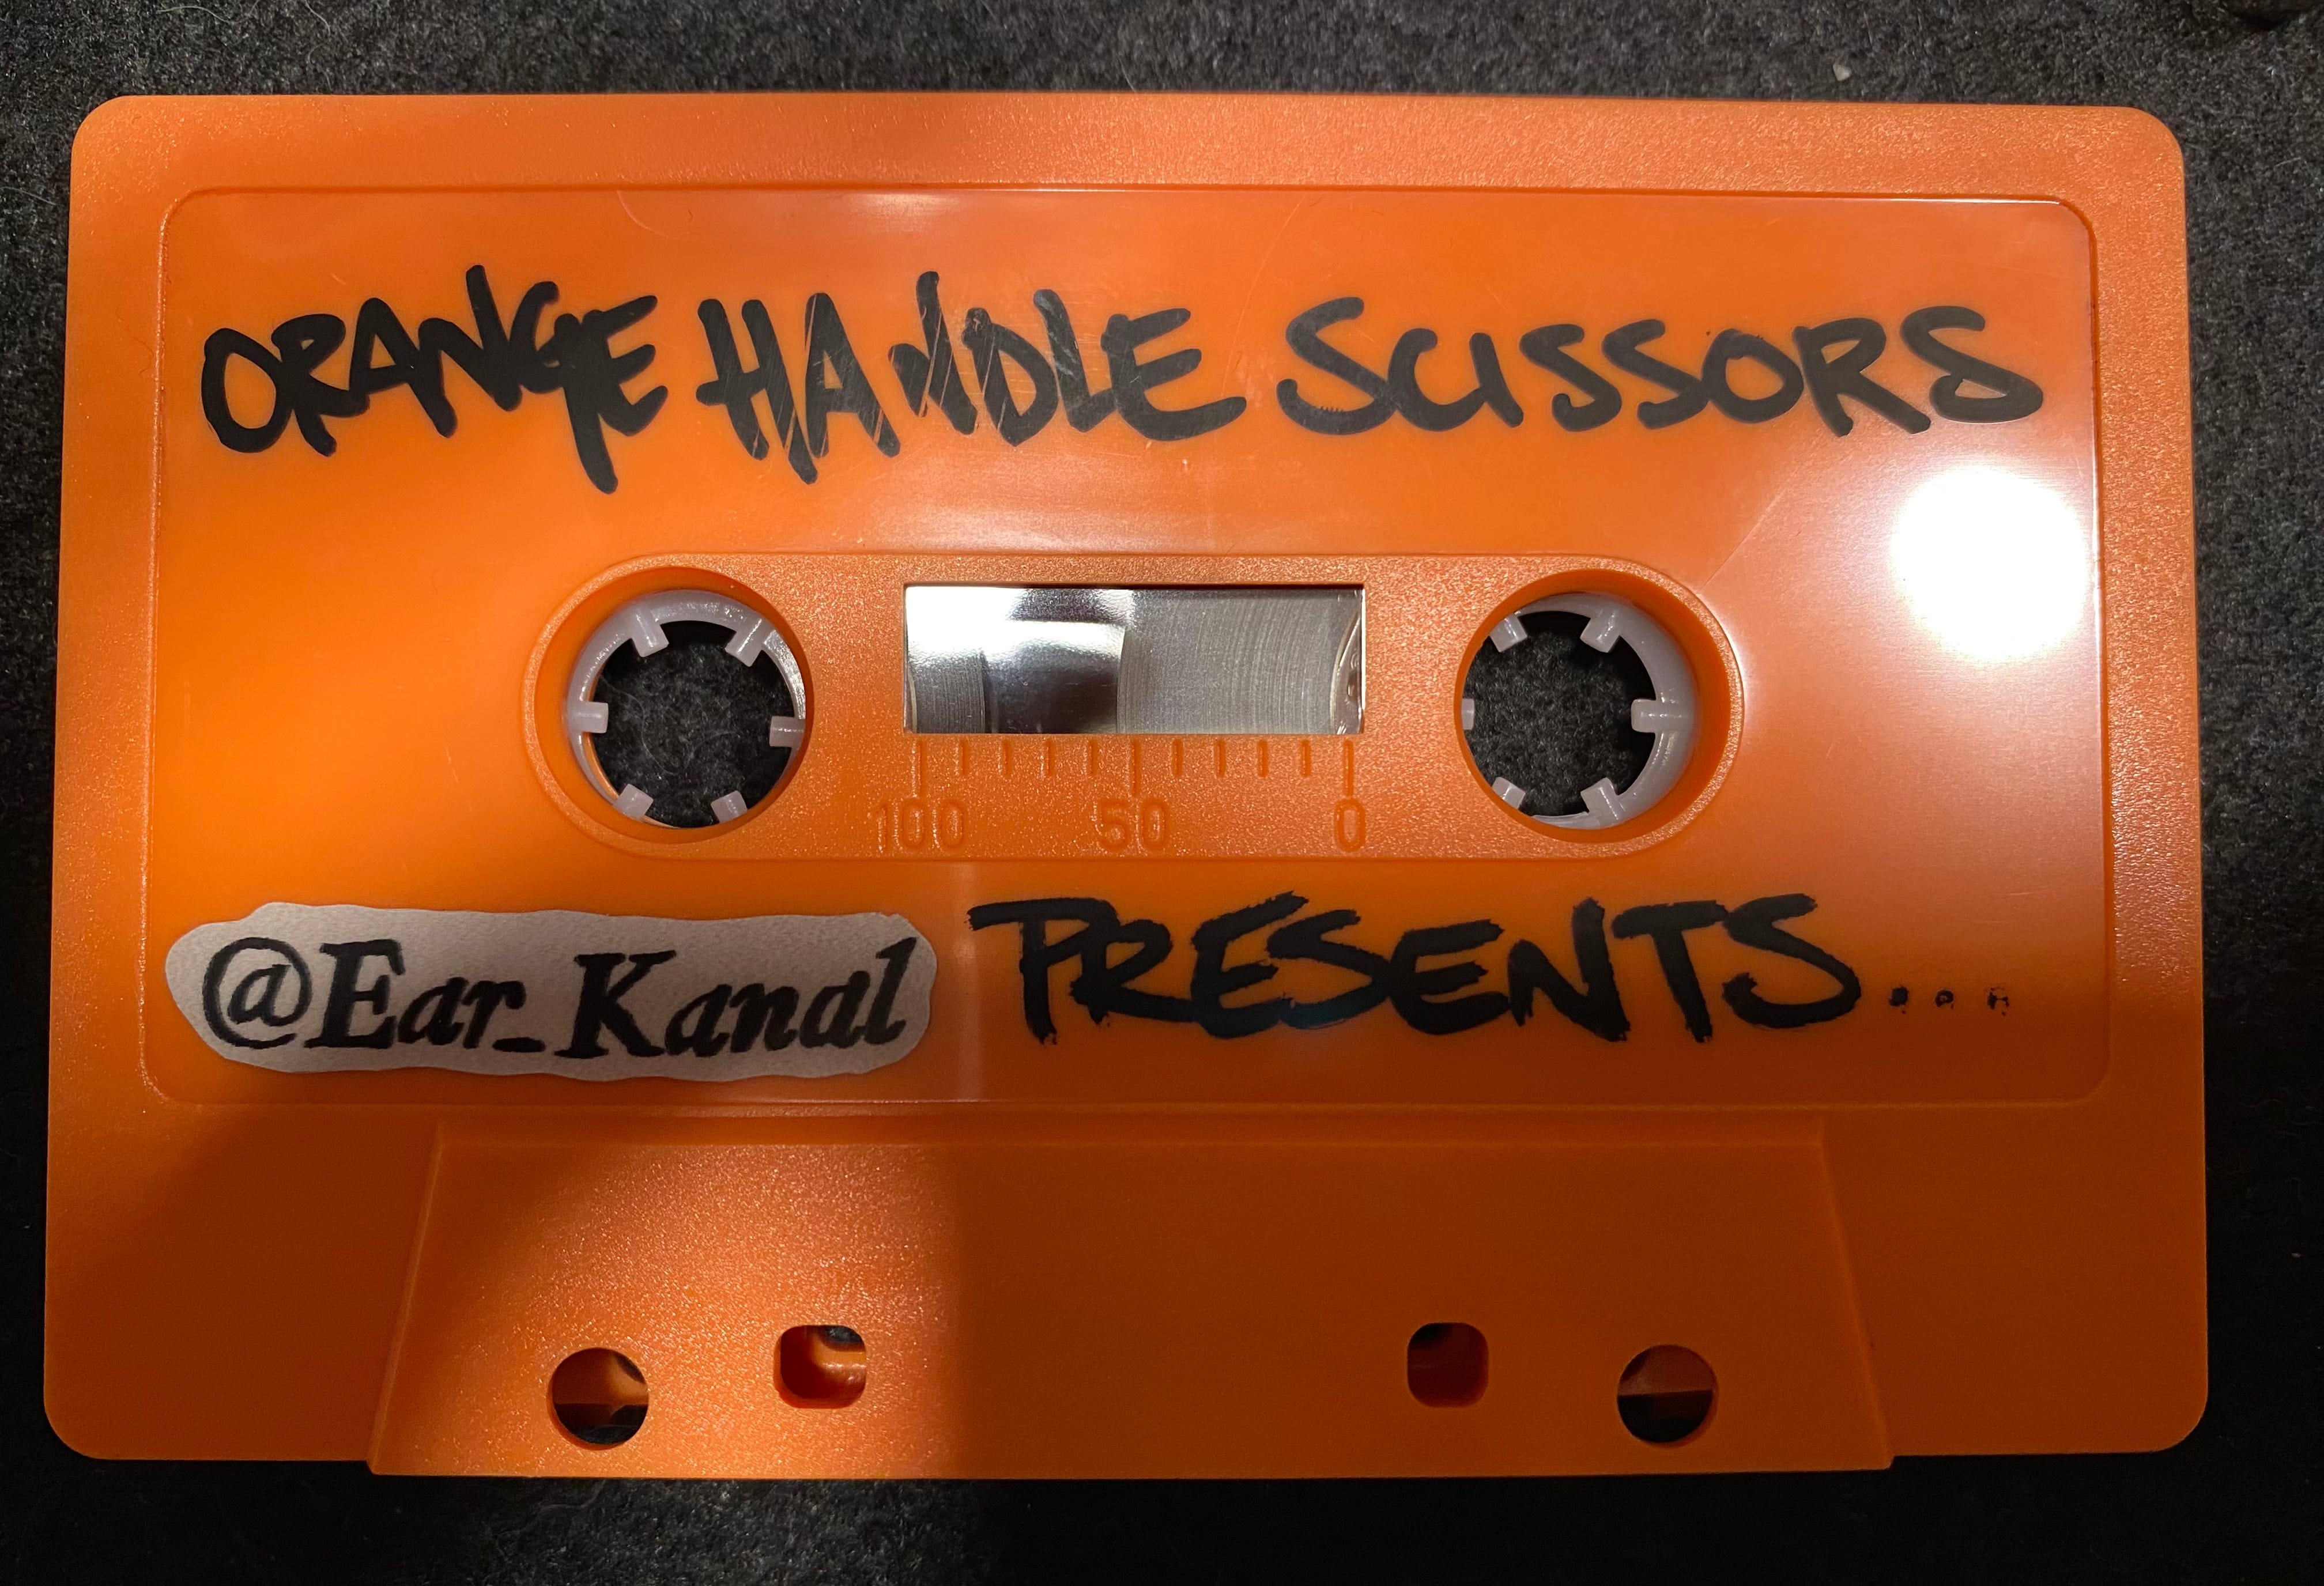 ORANGE HANDLE SCISSORS
100 50 0
@Ear_Kanal PRESENTS...